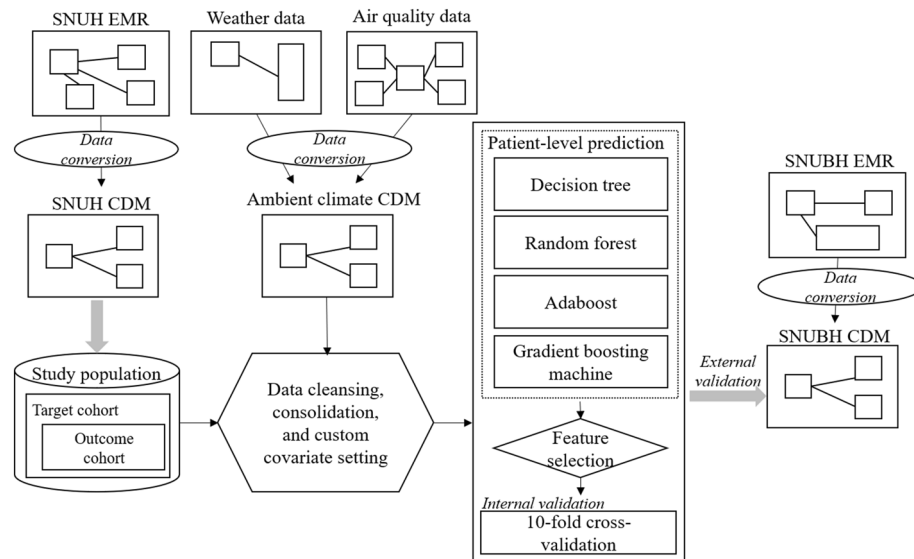 SNUH EMR
Weather data
Air quality data
Data
conversion
Data
conversion
SNUH CDM
Ambient climate CDM
Study population
Target cohort
Outcome
cohort
Data cleansing,
consolidation,
and custom
covariate setting
Patient-level prediction
Decision tree
Random forest
Adaboost
Gradient boosting
machine
Feature
selection
Internal validation
10-fold cross-
validation
External
validation
SNUBH EMR
Data
conversion
SNUBH CDM